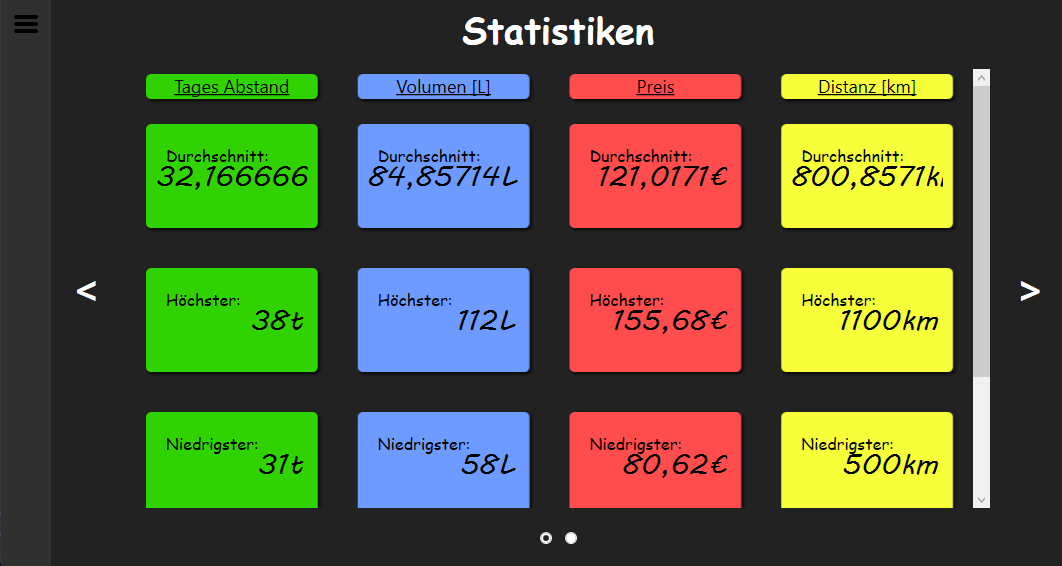 Statistiken
Tages Abstand
Volumen [L]
Preis
Distanz [km]
Durchschnitt:
32,166666
Durchschnitt:
84,85714L
Durchschnitt:
121,0171€
Durchschnitt:
800,8571k
Höchster:
38t
Höchster:
112L
Höchster:
155,68€
Höchster:
1100km
Niedrigster:
31t
Niedrigster:
58L
Niedrigster:
80,62€
Niedrigster:
500km
<
>